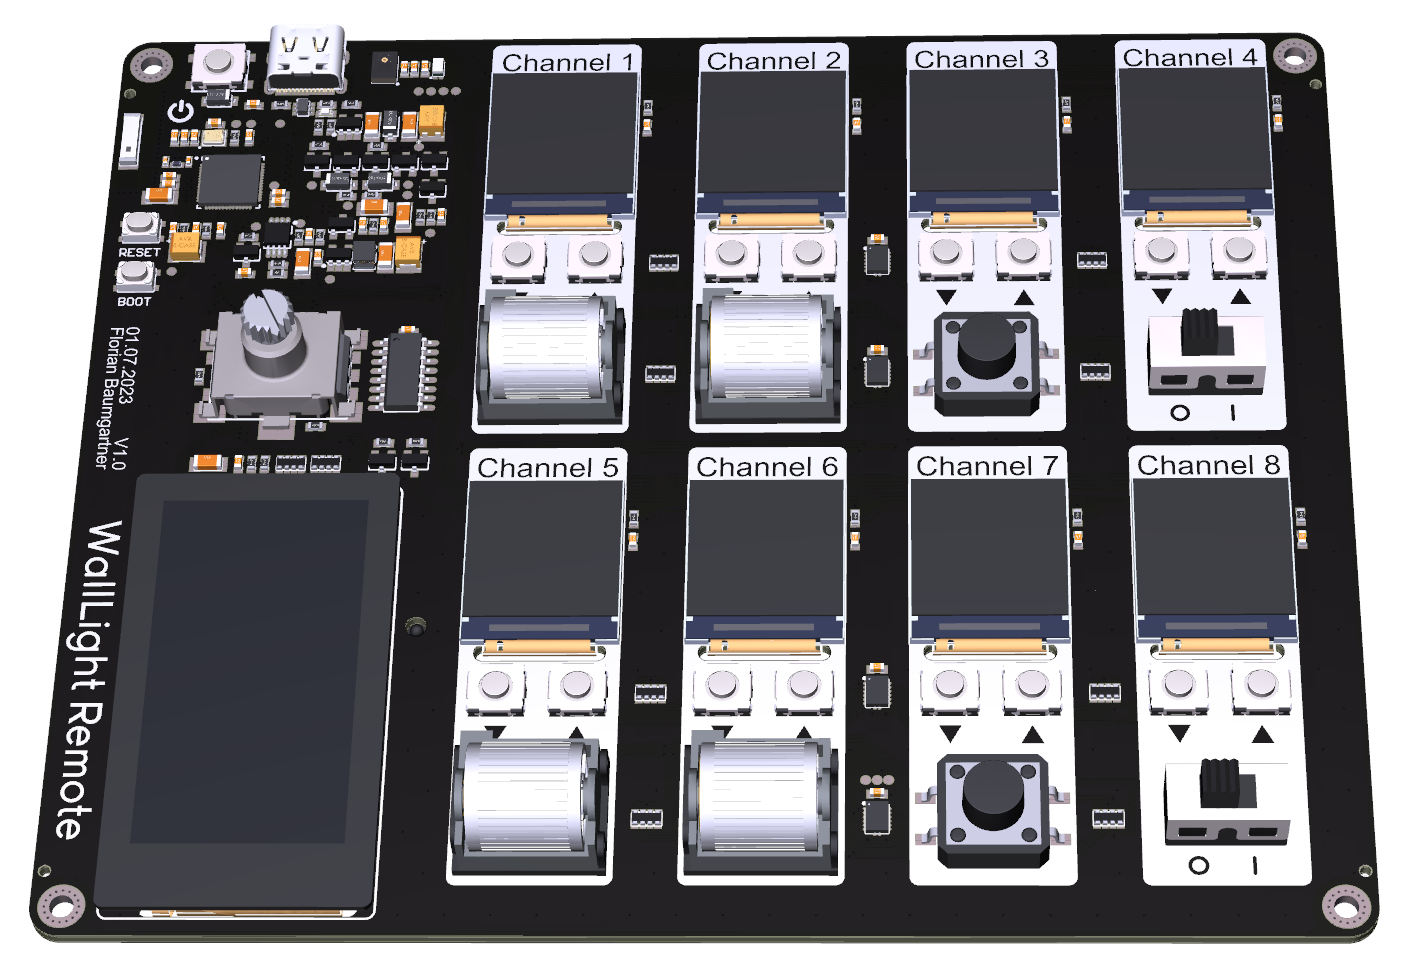 Channel 1
Channel 2
Channel 3
Channel 4
RESET
BOOT
01.07.2023 V1.0
Florian Baumgartner
Channel 5
Channel 6
Channel 7
Channel 8
WallLight Remote